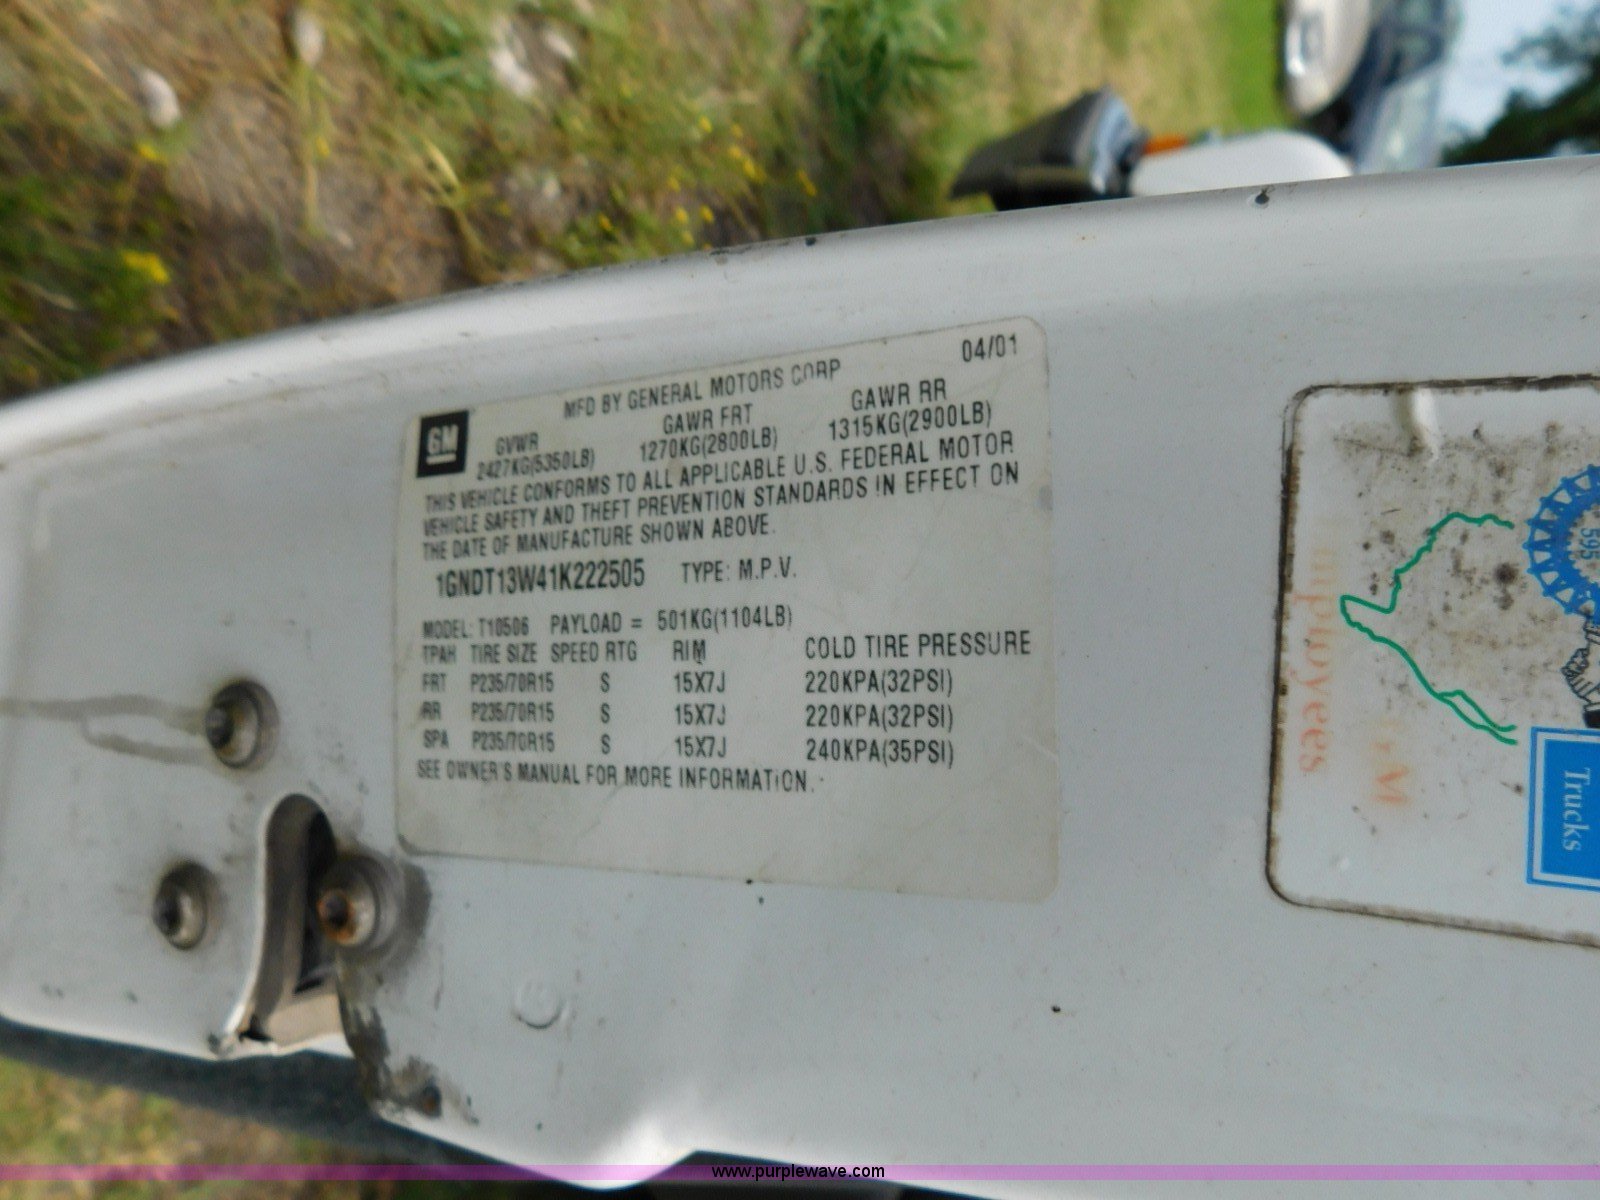 GM
MFD BY GENERAL MOTORS CORP 04/01
GVWR GAWR FRT GAWR RR
2427KG(5350LB) 1270KG(2800LB) 1315KG(2900LB)
THIS VEHICLE CONFORMS TO ALL APPLICABLE U.S. FEDERAL MOTOR
VEHICLE SAFETY AND THEFT PREVENTION STANDARDS IN EFFECT ON
THE DATE OF MANUFACTURE SHOWN ABOVE.
1GNDT13W41K222505 TYPE: M.P.V.
MODEL: T10506 PAYLOAD = 501KG(1104LB)
TPAH TIRE SIZE SPEED RTG RIM COLD TIRE PRESSURE
FRT P235/70R15 S 15X7J 220KPA(32PSI)
RR P235/70R15 S 15X7J 220KPA(32PSI)
SPA P235/70R15 S 15X7J 240KPA(35PSI)
SEE OWNER'S MANUAL FOR MORE INFORMATION.
595
Trucks
www.purplewave.com